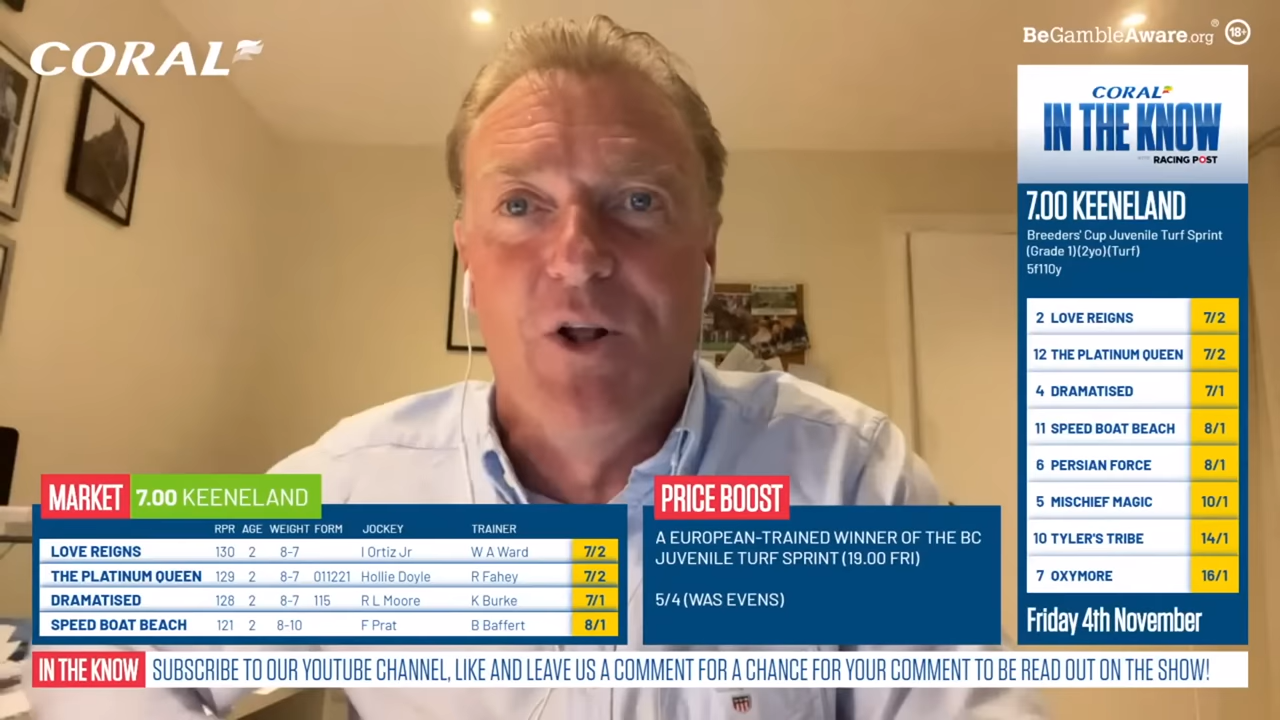 CORAL
BeGambleAware.org® 18+
CORAL
IN THE KNOW
WITH RACING POST
7.00 KEENELAND
Breeders' Cup Juvenile Turf Sprint
(Grade 1)(2yo)(Turf)
5f110y
2 LOVE REIGNS 7/2
12 THE PLATINUM QUEEN 7/2
4 DRAMATISED 7/1
11 SPEED BOAT BEACH 8/1
6 PERSIAN FORCE 8/1
5 MISCHIEF MAGIC 10/1
10 TYLER'S TRIBE 14/1
7 OXYMORE 16/1
Friday 4th November
MARKET 7.00 KEENELAND
RPR AGE WEIGHT FORM JOCKEY TRAINER
LOVE REIGNS 130 2 8-7 I Ortiz Jr W A Ward 7/2
THE PLATINUM QUEEN 129 2 8-7 011221 Hollie Doyle R Fahey 7/2
DRAMATISED 128 2 8-7 115 R L Moore K Burke 7/1
SPEED BOAT BEACH 121 2 8-10 F Prat B Baffert 8/1
PRICE BOOST
A EUROPEAN-TRAINED WINNER OF THE BC
JUVENILE TURF SPRINT (19.00 FRI)
5/4 (WAS EVENS)
IN THE KNOW SUBSCRIBE TO OUR YOUTUBE CHANNEL, LIKE AND LEAVE US A COMMENT FOR A CHANCE FOR YOUR COMMENT TO BE READ OUT ON THE SHOW!